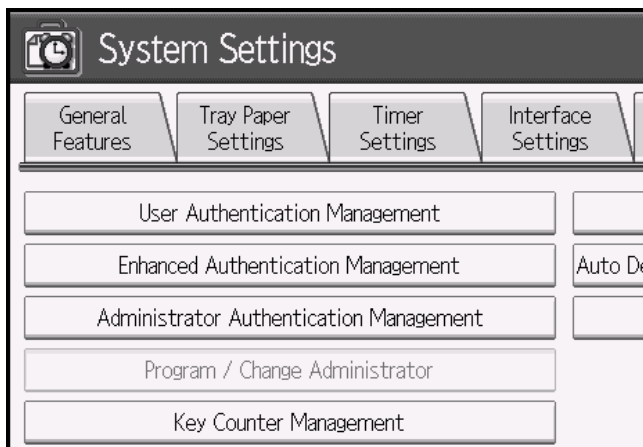 System Settings
General
Features
Tray Paper
Settings
Timer
Settings
Interface
Settings
User Authentication Management
Enhanced Authentication Management
Auto De
Administrator Authentication Management
Program / Change Administrator
Key Counter Management